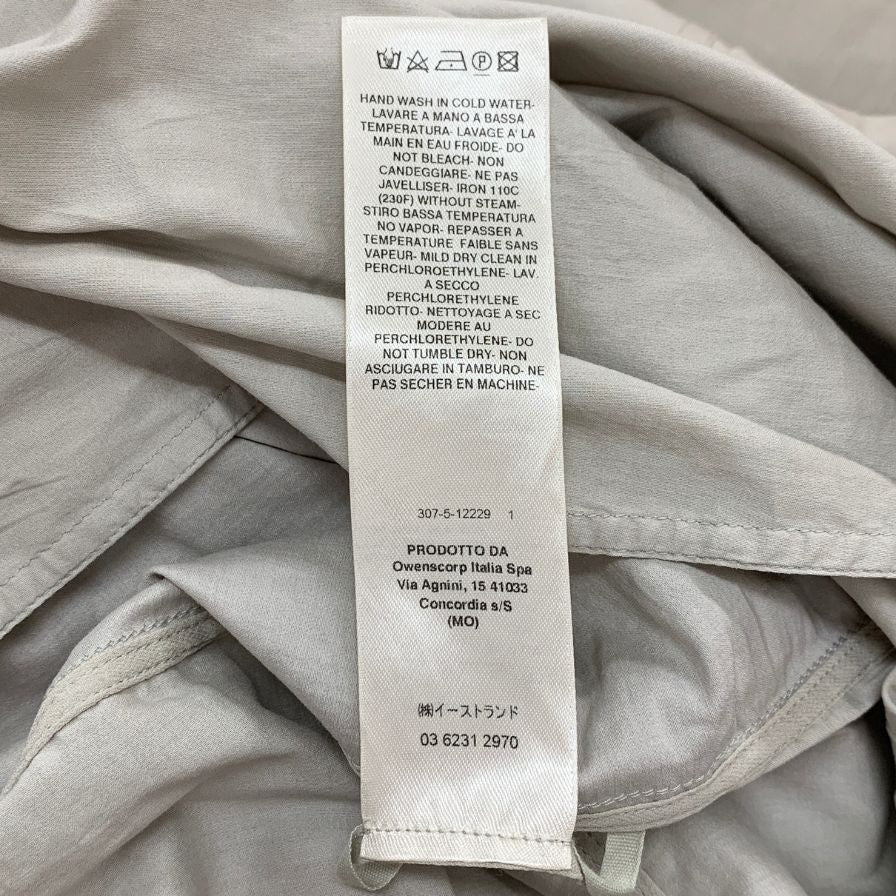 P
HAND WASH IN COLD WATER-
LAVARE A MANO A BASSA
TEMPERATURA- LAVAGE A' LA
MAIN EN EAU FROIDE- DO
NOT BLEACH- NON
CANDEGGIARE- NE PAS
JAVELLISER- IRON 110C
(230F) WITHOUT STEAM-
STIRO BASSA TEMPERATURA
NO VAPOR- REPASSER A
TEMPERATURE FAIBLE SANS
VAPEUR- MILD DRY CLEAN IN
PERCHLOROETHYLENE- LAV.
A SECCO
PERCHLORETHYLENE
RIDOTTO- NETTOYAGE A SEC
MODERE AU
PERCHLORETHYLENE- DO
NOT TUMBLE DRY- NON
ASCIUGARE IN TAMBURO- NE
PAS SECHER EN MACHINE-
307-5-12229 1
PRODOTTO DA
Owenscorp Italia Spa
Via Agnini, 15 41033
Concordia s/S
(MO)
㈱イーストランド
03 6231 2970